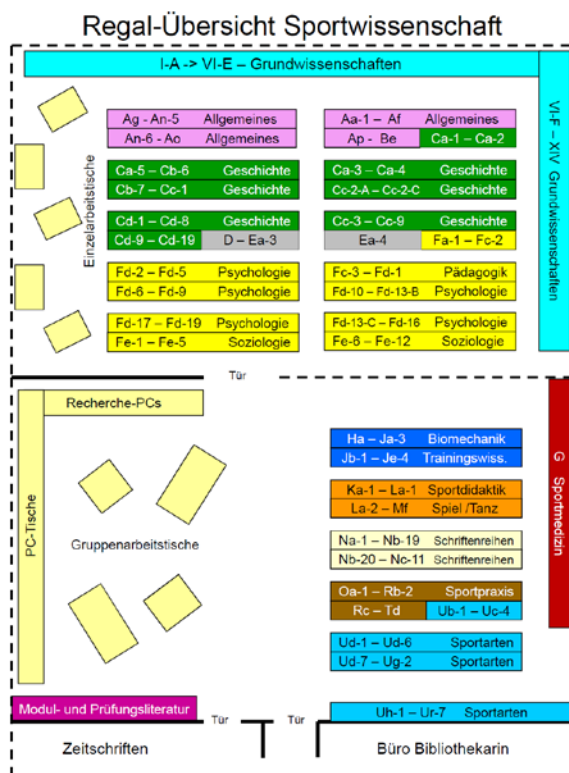 Regal-Übersicht Sportwissenschaft
I-A -> VI-E – Grundwissenschaften
VI-F – XIV Grundwissenschaften
Einzelarbeitstische
Ag - An-5 Allgemeines
An-6 - Ao Allgemeines
Aa-1 – Af Allgemeines
Ap - Be Ca-1 – Ca-2
Ca-5 – Cb-6 Geschichte
Cb-7 – Cc-1 Geschichte
Ca-3 – Ca-4 Geschichte
Cc-2-A – Cc-2-C Geschichte
Cd-1 – Cd-8 Geschichte
Cd-9 – Cd-19 D – Ea-3
Cc-3 – Cc-9 Geschichte
Ea-4 Fa-1 – Fc-2
Fd-2 – Fd-5 Psychologie
Fd-6 – Fd-9 Psychologie
Fc-3 – Fd-1 Pädagogik
Fd-10 – Fd-13-B Psychologie
Fd-17 – Fd-19 Psychologie
Fe-1 – Fe-5 Soziologie
Fd-13-C – Fd-16 Psychologie
Fe-6 – Fe-12 Soziologie
Tür
Recherche-PCs
PC-Tische
Gruppenarbeitstische
G Sportmedizin
Ha – Ja-3 Biomechanik
Jb-1 – Je-4 Trainingswiss.
Ka-1 – La-1 Sportdidaktik
La-2 – Mf Spiel /Tanz
Na-1 – Nb-19 Schriftenreihen
Nb-20 – Nc-11 Schriftenreihen
Oa-1 – Rb-2 Sportpraxis
Rc – Td Ub-1 – Uc-4
Ud-1 – Ud-6 Sportarten
Ud-7 – Ug-2 Sportarten
Modul- und Prüfungsliteratur
Tür
Tür
Uh-1 – Ur-7 Sportarten
Zeitschriften
Büro Bibliothekarin